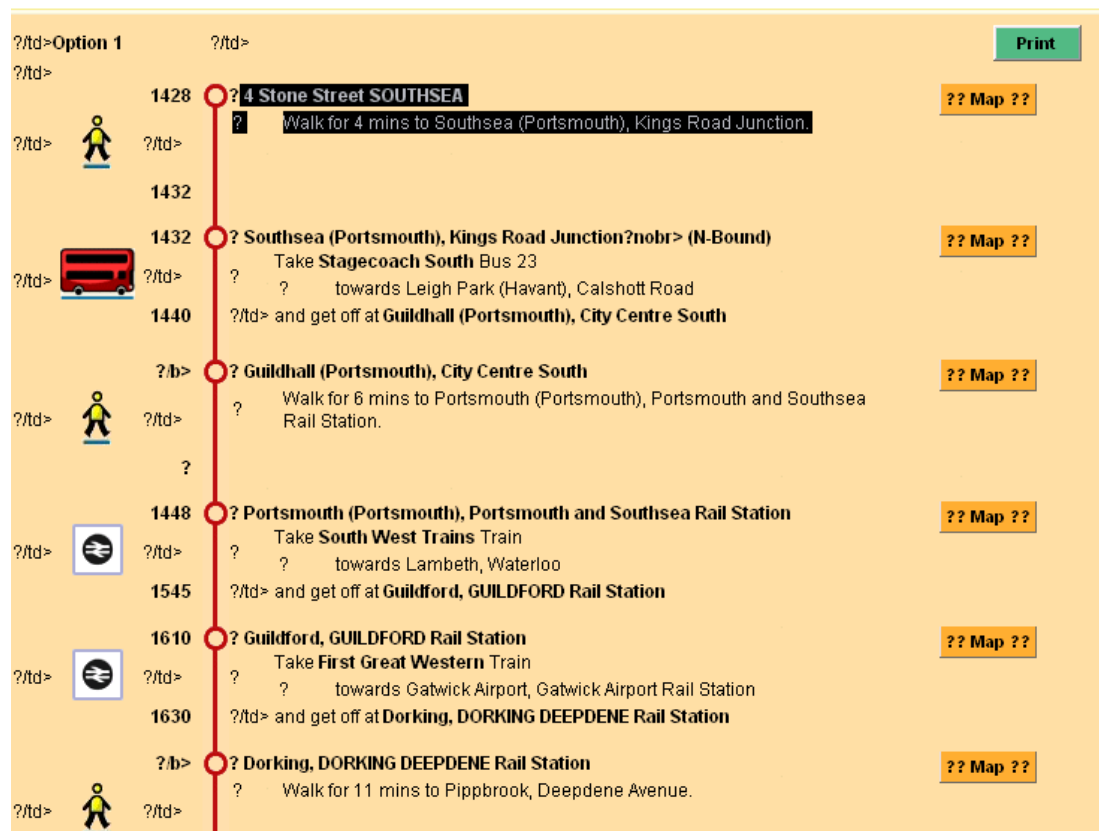 ?/td>Option 1 ?/td> Print
?/td>
1428 ? 4 Stone Street SOUTHSEA ?? Map ??
? Walk for 4 mins to Southsea (Portsmouth), Kings Road Junction.
?/td> ?/td>
1432
1432 ? Southsea (Portsmouth), Kings Road Junction?nobr> (N-Bound) ?? Map ??
Take Stagecoach South Bus 23
?/td> ?/td> ?
? towards Leigh Park (Havant), Calshott Road
1440 ?/td> and get off at Guildhall (Portsmouth), City Centre South
?/b> ? Guildhall (Portsmouth), City Centre South ?? Map ??
Walk for 6 mins to Portsmouth (Portsmouth), Portsmouth and Southsea
?/td> ?/td> ? Rail Station.
?
1448 ? Portsmouth (Portsmouth), Portsmouth and Southsea Rail Station ?? Map ??
Take South West Trains Train
?/td> ?/td> ?
? towards Lambeth, Waterloo
1545 ?/td> and get off at Guildford, GUILDFORD Rail Station
1610 ? Guildford, GUILDFORD Rail Station ?? Map ??
Take First Great Western Train
?/td> ?/td> ?
? towards Gatwick Airport, Gatwick Airport Rail Station
1630 ?/td> and get off at Dorking, DORKING DEEPDENE Rail Station
?/b> ? Dorking, DORKING DEEPDENE Rail Station ?? Map ??
? Walk for 11 mins to Pippbrook, Deepdene Avenue.
?/td> ?/td>